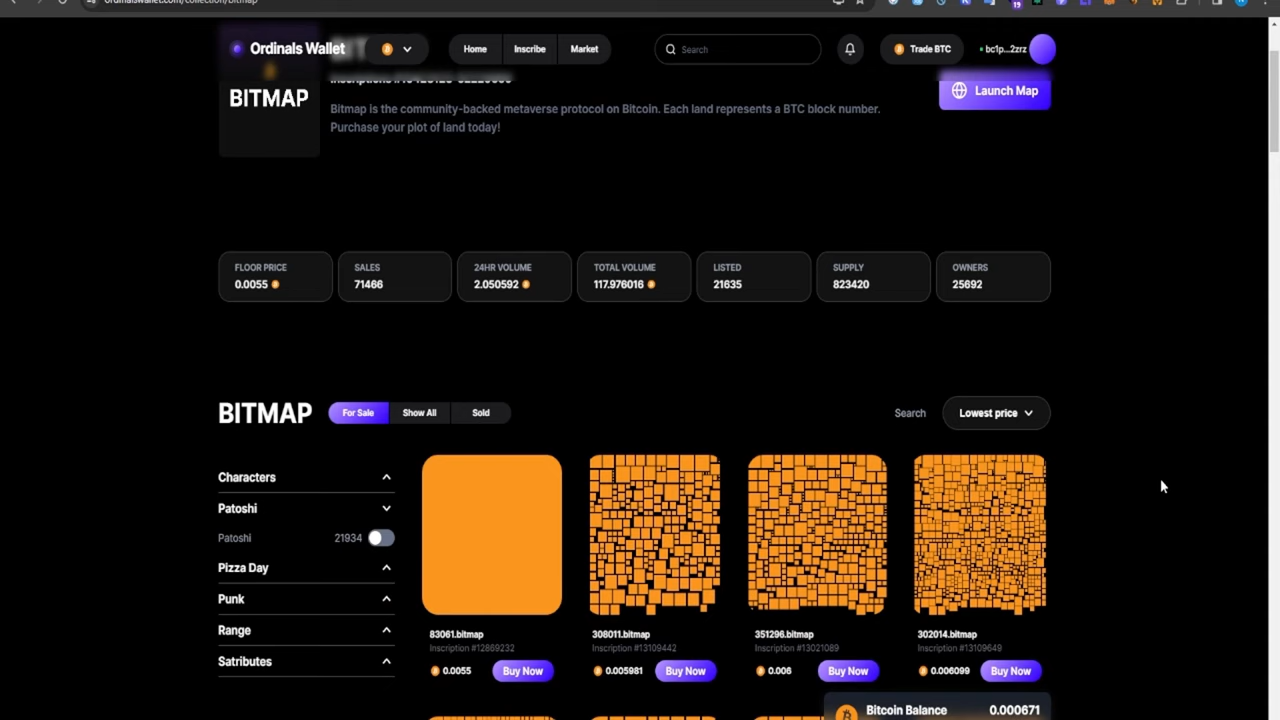 ordinalswallet.com/collection/bitmap
19
Ordinals Wallet
Home
Inscribe
Market
Search
Trade BTC
bc1p...2zrz
BITMAP
Bitmap is the community-backed metaverse protocol on Bitcoin. Each land represents a BTC block number.
Purchase your plot of land today!
Launch Map
FLOOR PRICE
0.0055
SALES
71466
24HR VOLUME
2.050592
TOTAL VOLUME
117.976016
LISTED
21635
SUPPLY
823420
OWNERS
25692
BITMAP
For Sale
Show All
Sold
Search
Lowest price
Characters
Patoshi
Patoshi 21934
Pizza Day
Punk
Range
Satributes
83061.bitmap
Inscription #12869232
0.0055
Buy Now
308011.bitmap
Inscription #13109442
0.005981
Buy Now
351296.bitmap
Inscription #13021089
0.006
Buy Now
302014.bitmap
Inscription #13109649
0.006099
Buy Now
Bitcoin Balance 0.000671